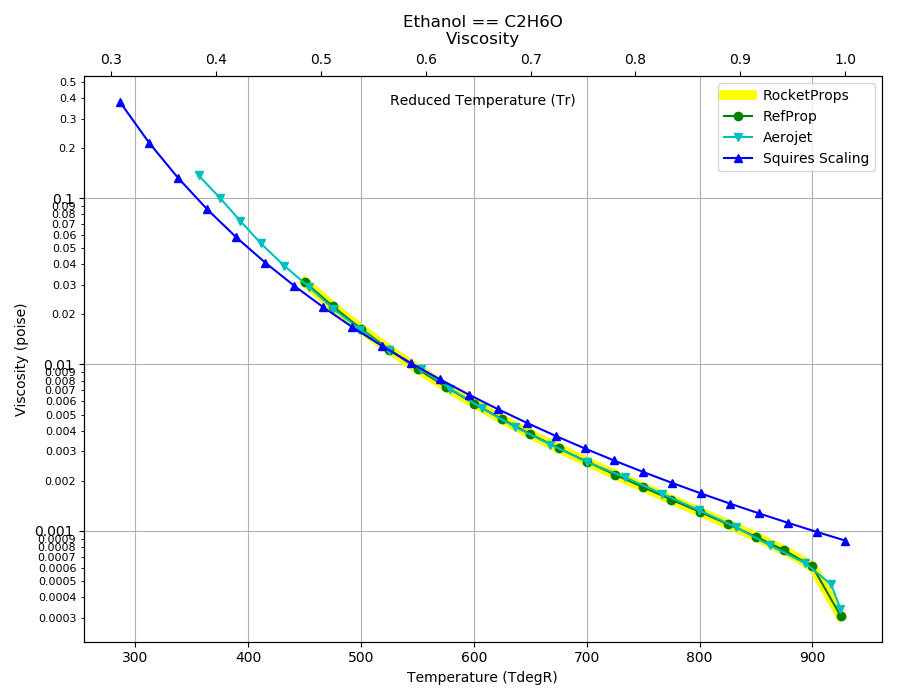 Ethanol == C2H6O
Viscosity
0.3 0.4 0.5 0.6 0.7 0.8 0.9 1.0
Reduced Temperature (Tr)
RocketProps
RefProp
Aerojet
Squires Scaling
0.5
0.4
0.3
0.2
0.1
0.09
0.08
0.07
0.06
0.05
0.04
0.03
0.02
0.01
0.009
0.008
0.007
0.006
0.005
0.004
0.003
0.002
0.001
0.0009
0.0008
0.0007
0.0006
0.0005
0.0004
0.0003
Viscosity (poise)
300 400 500 600 700 800 900
Temperature (TdegR)